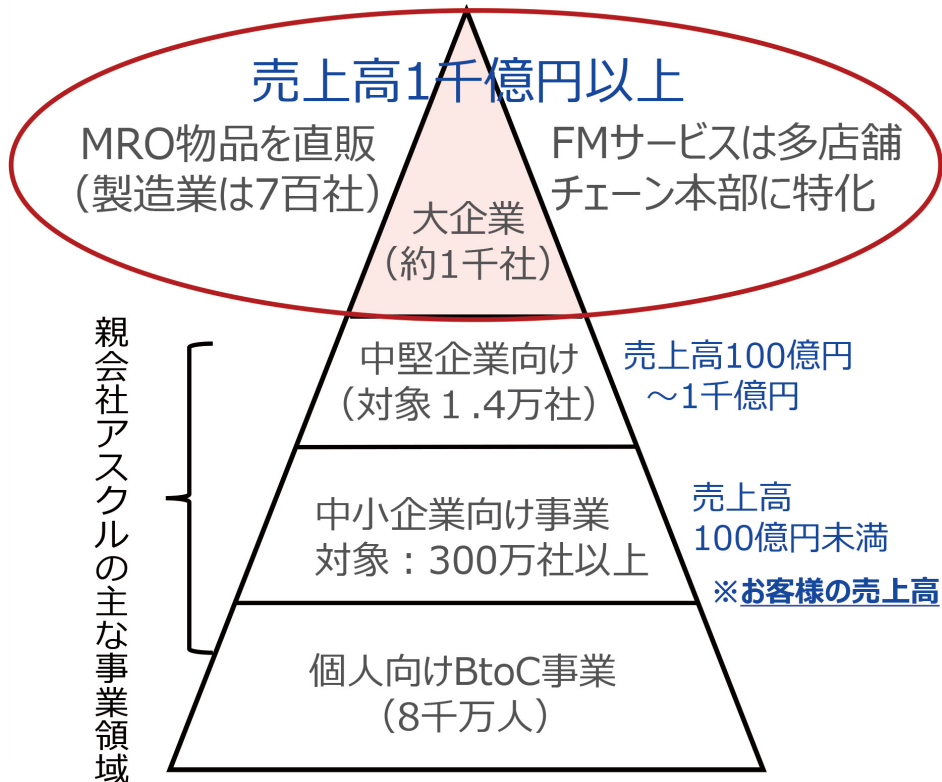 売上高1千億円以上
MRO物品を直販
（製造業は7百社）
FMサービスは多店舗
チェーン本部に特化
大企業
（約1千社）
親会社アスクルの主な事業領域
中堅企業向け
（対象１.4万社）
売上高100億円
～1千億円
中小企業向け事業
対象：300万社以上
売上高
100億円未満
※お客様の売上高
個人向けBtoC事業
（8千万人）